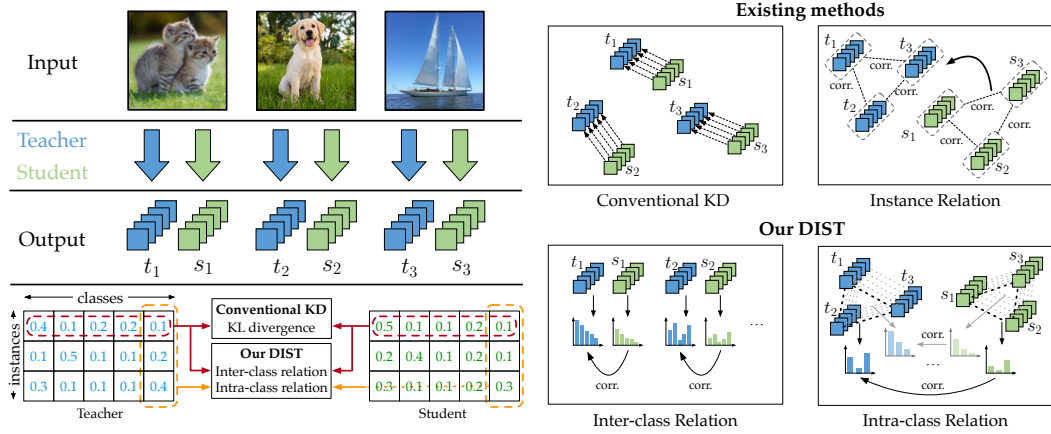 Input
Teacher
Student
Output
t1 s1 t2 s2 t3 s3
classes
instances
0.4 0.1 0.2 0.2 0.1
0.1 0.5 0.1 0.1 0.2
0.3 0.1 0.1 0.1 0.4
Teacher
Conventional KD
KL divergence
Our DIST
Inter-class relation
Intra-class relation
0.5 0.1 0.1 0.2 0.1
0.2 0.4 0.1 0.2 0.1
0.3 0.1 0.1 0.2 0.3
Student
Existing methods
t1
s1
t2
t3
s2
s3
Conventional KD
t1
t3
corr.
s3
corr.
corr.
corr.
t2
s1
corr.
s2
Instance Relation
Our DIST
t1 s1 t2 s2
...
corr.
corr.
Inter-class Relation
t1
s3
t3
s1
t2
s2
corr.
...
corr.
Intra-class Relation